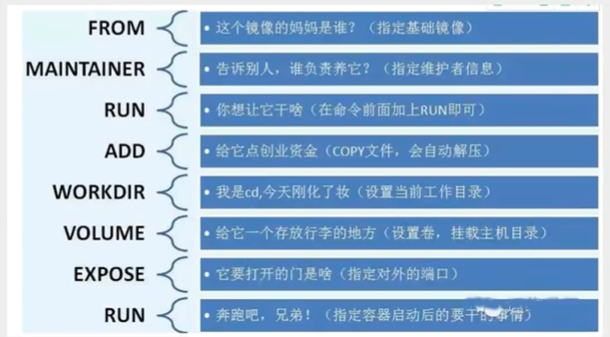 FROM
• 这个镜像的妈妈是谁？（指定基础镜像）
MAINTAINER
• 告诉别人，谁负责养它？（指定维护者信息）
RUN
• 你想让它干啥（在命令前面加上RUN即可）
ADD
• 给它点创业资金（COPY文件，会自动解压）
WORKDIR
• 我是cd,今天刚化了妆（设置当前工作目录）
VOLUME
• 给它一个存放行李的地方（设置卷，挂载主机目录）
EXPOSE
• 它要打开的门是啥（指定对外的端口）
RUN
• 奔跑吧，兄弟！（指定容器启动后的要干的事情）